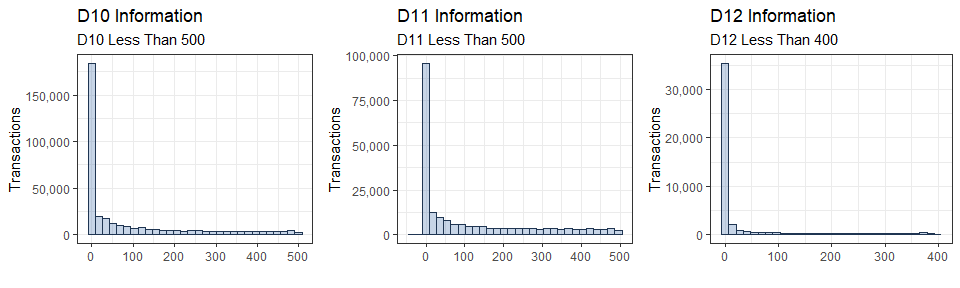 D10 Information
D10 Less Than 500
Transactions
150,000
100,000
50,000
0
0 100 200 300 400 500
D11 Information
D11 Less Than 500
Transactions
100,000
75,000
50,000
25,000
0
0 100 200 300 400 500
D12 Information
D12 Less Than 400
Transactions
30,000
20,000
10,000
0
0 100 200 300 400